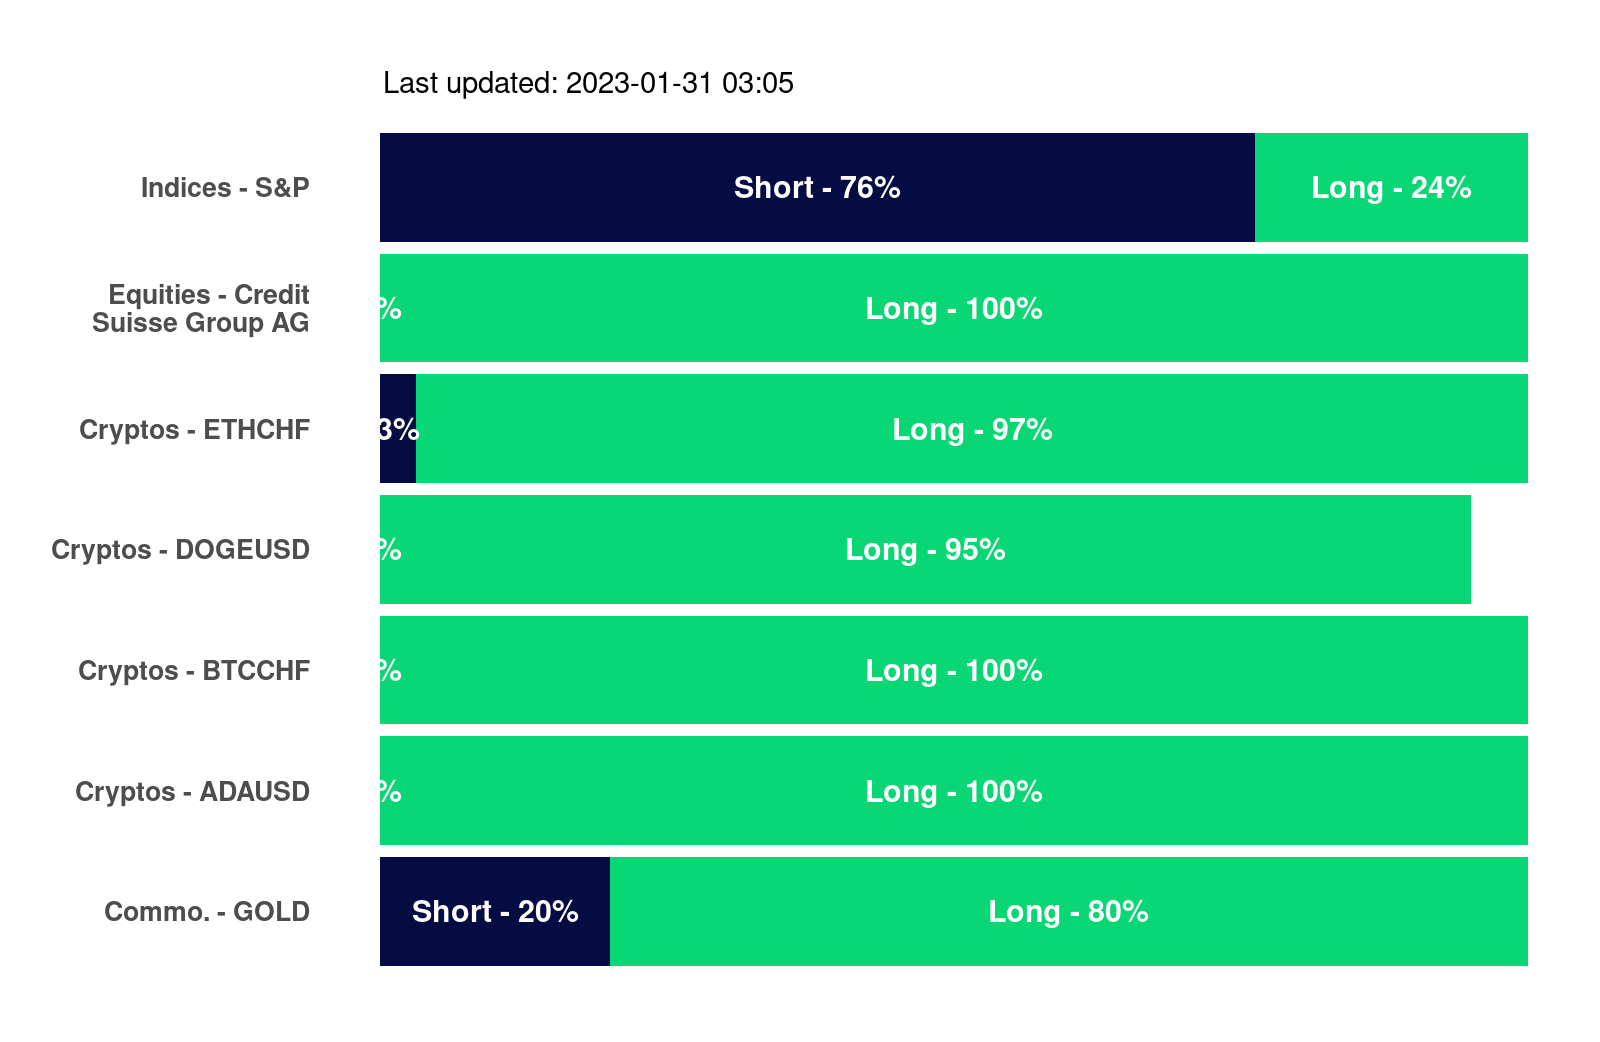 Last updated: 2023-01-31 03:05
Indices - S&P
Short - 76%
Long - 24%
Equities - Credit
Suisse Group AG
%
Long - 100%
Cryptos - ETHCHF
3%
Long - 97%
Cryptos - DOGEUSD
%
Long - 95%
Cryptos - BTCCHF
%
Long - 100%
Cryptos - ADAUSD
%
Long - 100%
Commo. - GOLD
Short - 20%
Long - 80%